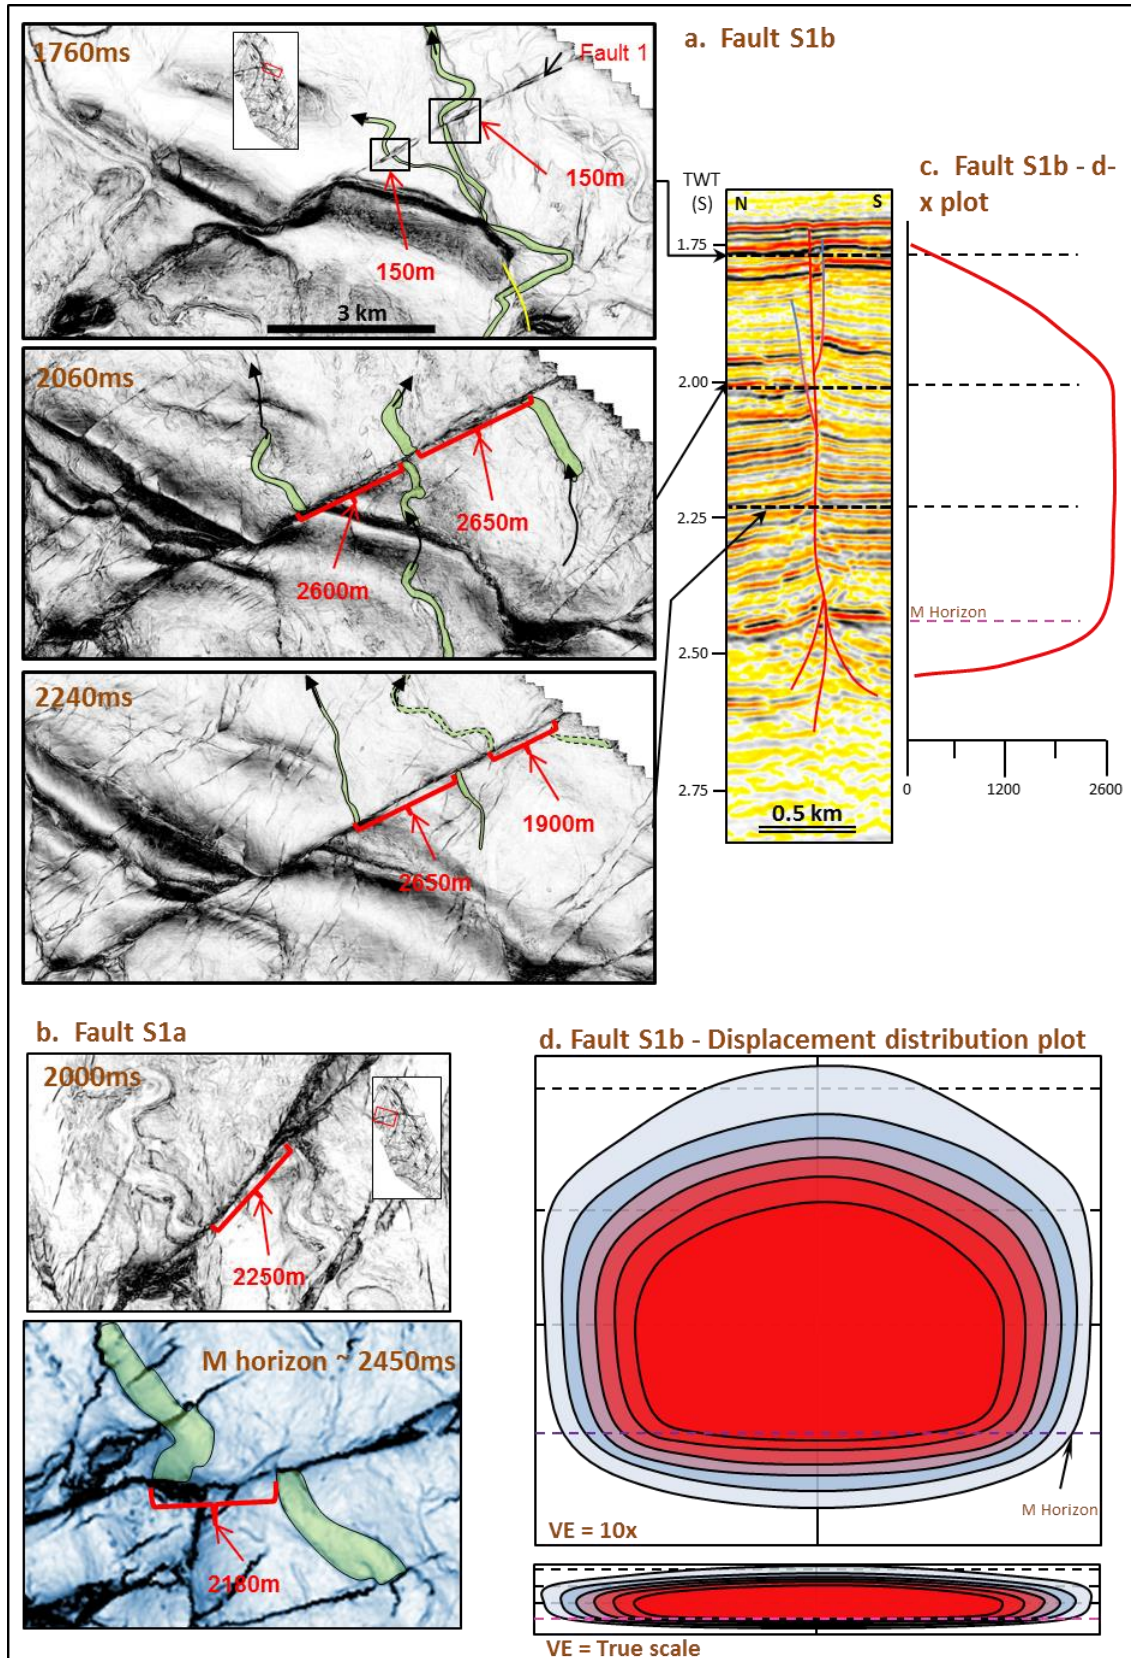 a. Fault S1b
1760ms
Fault 1
150m
150m
3 km
2060ms
2650m
2600m
2240ms
1900m
2650m
TWT
(S)
N
S
1.75
2.00
2.25
2.50
2.75
0.5 km
c. Fault S1b - d-
x plot
M Horizon
0
1200
2600
b. Fault S1a
2000ms
2250m
M horizon ~ 2450ms
2180m
d. Fault S1b - Displacement distribution plot
M Horizon
VE = 10x
VE = True scale